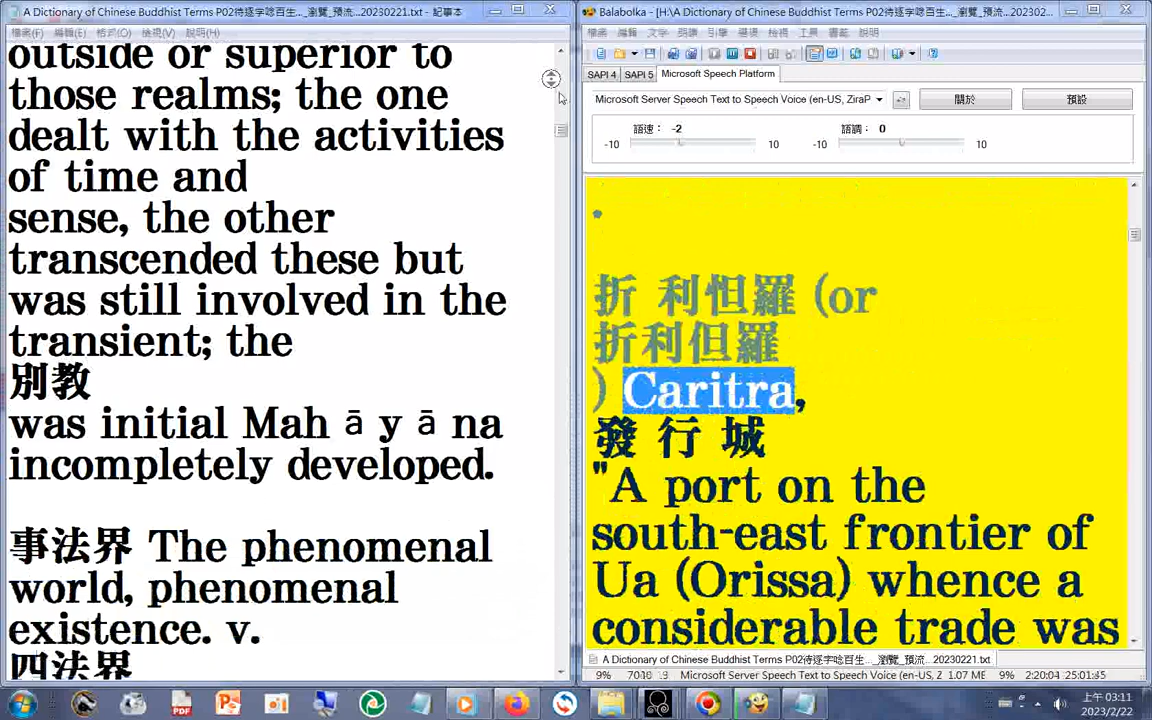 A Dictionary of Chinese Buddhist Terms P02待逐字唸百生..._瀏覽_預流...20230221.txt - 記事本
檔案(F) 編輯(E) 格式(O) 檢視(V) 說明(H)
outside or superior to
those realms; the one
dealt with the activities
of time and
sense, the other
transcended these but
was still involved in the
transient; the
別教
was initial Mah ā y ā na
incompletely developed.
事法界 The phenomenal
world, phenomenal
existence. v.
四法界
Balabolka - [H:\A Dictionary of Chinese Buddhist Terms P02待逐字唸百生..._瀏覽_預流...202302...
檔案 編輯 文字 朗讀 引擎 選項 檢視 工具 書籤 說明
SAPI 4 SAPI 5 Microsoft Speech Platform
Microsoft Server Speech Text to Speech Voice (en-US, ZiraP
關於
預設
語速: -2
語調: 0
-10 10 -10 10
折 利怛羅 (or
折利但羅
) Caritra,
發 行 城
"A port on the
south-east frontier of
Ua (Orissa) whence a
considerable trade was
A Dictionary of Chinese Buddhist Terms P02待逐字唸百生..._瀏覽_預流...20230221.txt
9% Microsoft Server Speech Text to Speech Voice (en-US, Z 1.07 ME 9%
上午 03:11
2023/2/22